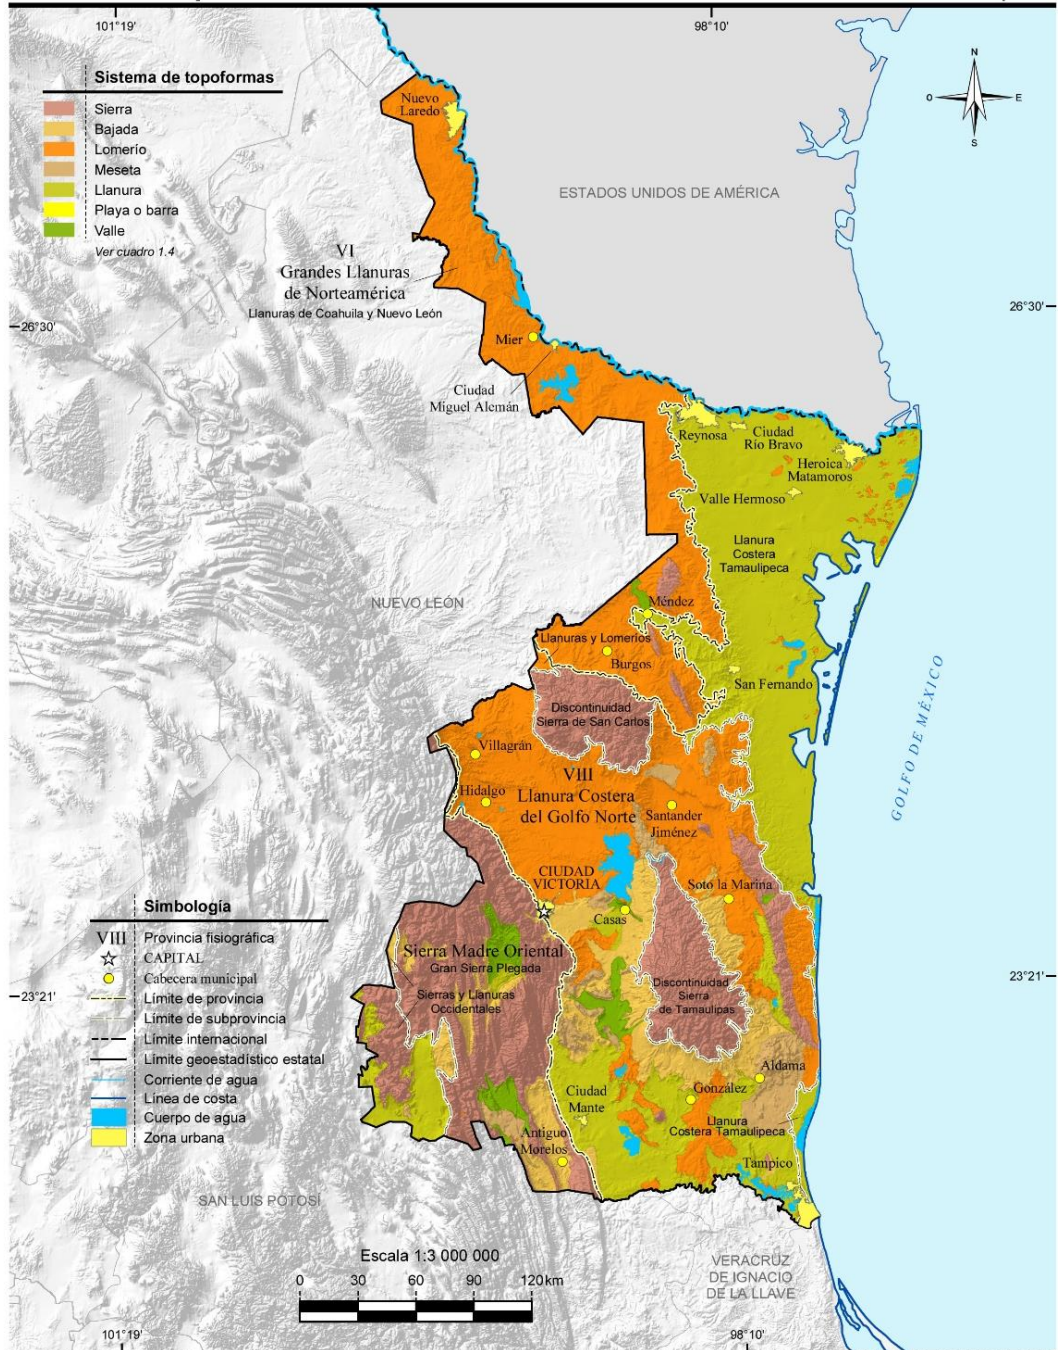 101°19'
98°10'
Sistema de topoformas
Sierra
Bajada
Lomerío
Meseta
Llanura
Playa o barra
Valle
Ver cuadro 1.4
N
O
E
S
Nuevo
Laredo
ESTADOS UNIDOS DE AMÉRICA
VI
Grandes Llanuras
de Norteamérica
Llanuras de Coahuila y Nuevo León
26°30'
26°30'
Mier
Ciudad
Miguel Alemán
Reynosa
Ciudad
Río Bravo
Heroica
Matamoros
Valle Hermoso
Llanura
Costera
Tamaulipeca
NUEVO LEÓN
Méndez
Llanuras y Lomeríos
Burgos
San Fernando
Discontinuidad
Sierra de San Carlos
GOLFO DE MÉXICO
Villagrán
VIII
Llanura Costera
del Golfo Norte
Hidalgo
Santander
Jiménez
CIUDAD
VICTORIA
Soto la Marina
Casas
Simbología
VIII Provincia fisiográfica
CAPITAL
Cabecera municipal
Límite de provincia
Límite de subprovincia
Límite internacional
Límite geoestadístico estatal
Corriente de agua
Línea de costa
Cuerpo de agua
Zona urbana
Sierra Madre Oriental
Gran Sierra Plegada
Sierras y Llanuras
Occidentales
Discontinuidad
Sierra
de Tamaulipas
23°21'
23°21'
Aldama
González
Ciudad
Mante
Llanura
Costera Tamaulipeca
Antiguo
Morelos
Tampico
SAN LUIS POTOSÍ
Escala 1:3 000 000
0 30 60 90 120 km
VERACRUZ
DE IGNACIO
DE LA LLAVE
101°19'
98°10'